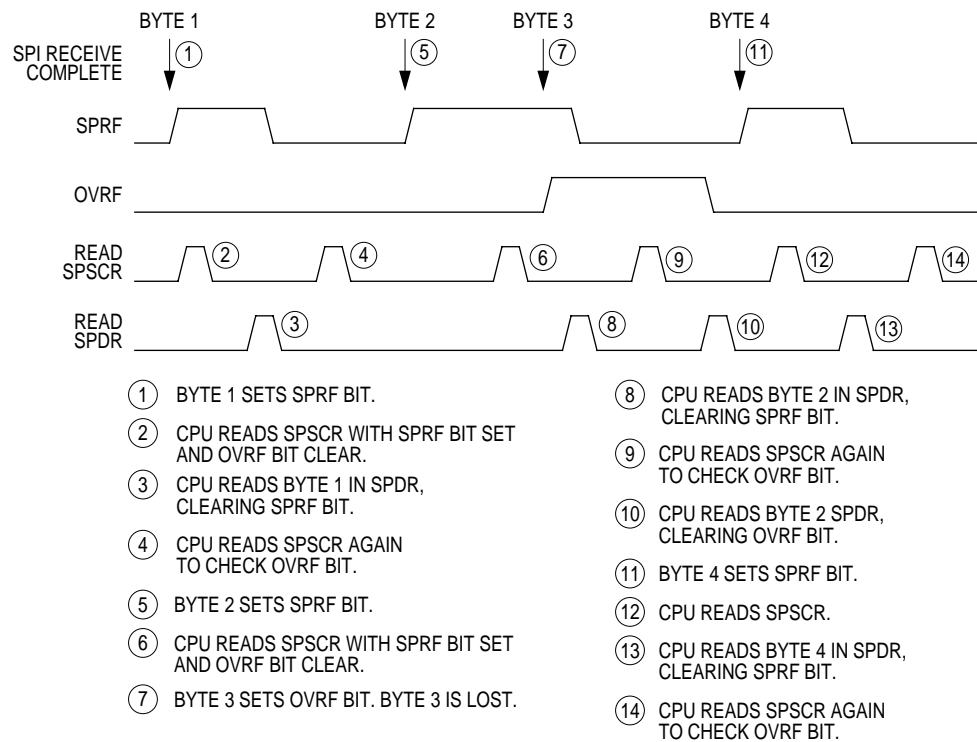 BYTE 1 BYTE 2 BYTE 3 BYTE 4
SPI RECEIVE
COMPLETE
1 5 7 11
SPRF
OVRF
READ
SPSCR
2 4 6 9 12 14
READ
SPDR
3 8 10 13
1 BYTE 1 SETS SPRF BIT.
2 CPU READS SPSCR WITH SPRF BIT SET
AND OVRF BIT CLEAR.
3 CPU READS BYTE 1 IN SPDR,
CLEARING SPRF BIT.
4 CPU READS SPSCR AGAIN
TO CHECK OVRF BIT.
5 BYTE 2 SETS SPRF BIT.
6 CPU READS SPSCR WITH SPRF BIT SET
AND OVRF BIT CLEAR.
7 BYTE 3 SETS OVRF BIT. BYTE 3 IS LOST.
8 CPU READS BYTE 2 IN SPDR,
CLEARING SPRF BIT.
9 CPU READS SPSCR AGAIN
TO CHECK OVRF BIT.
10 CPU READS BYTE 2 SPDR,
CLEARING OVRF BIT.
11 BYTE 4 SETS SPRF BIT.
12 CPU READS SPSCR.
13 CPU READS BYTE 4 IN SPDR,
CLEARING SPRF BIT.
14 CPU READS SPSCR AGAIN
TO CHECK OVRF BIT.